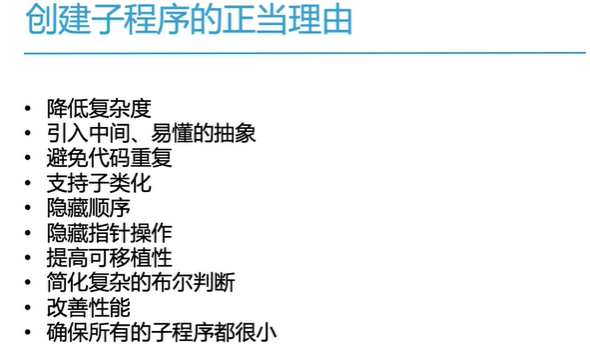 创建子程序的正当理由
• 降低复杂度
• 引入中间、易懂的抽象
• 避免代码重复
• 支持子类化
• 隐藏顺序
• 隐藏指针操作
• 提高可移植性
• 简化复杂的布尔判断
• 改善性能
• 确保所有的子程序都很小